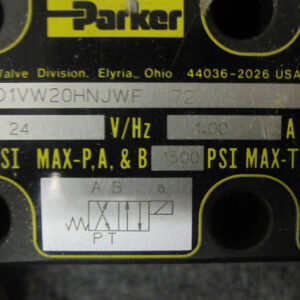 Parker
Valve Division, Elyria, Ohio 44036-2026 USA
D1VW20HNJWF 72
24 V/Hz 1.00 A
SI MAX-P,A, & B 1500 PSI MAX-T
A B a
P T